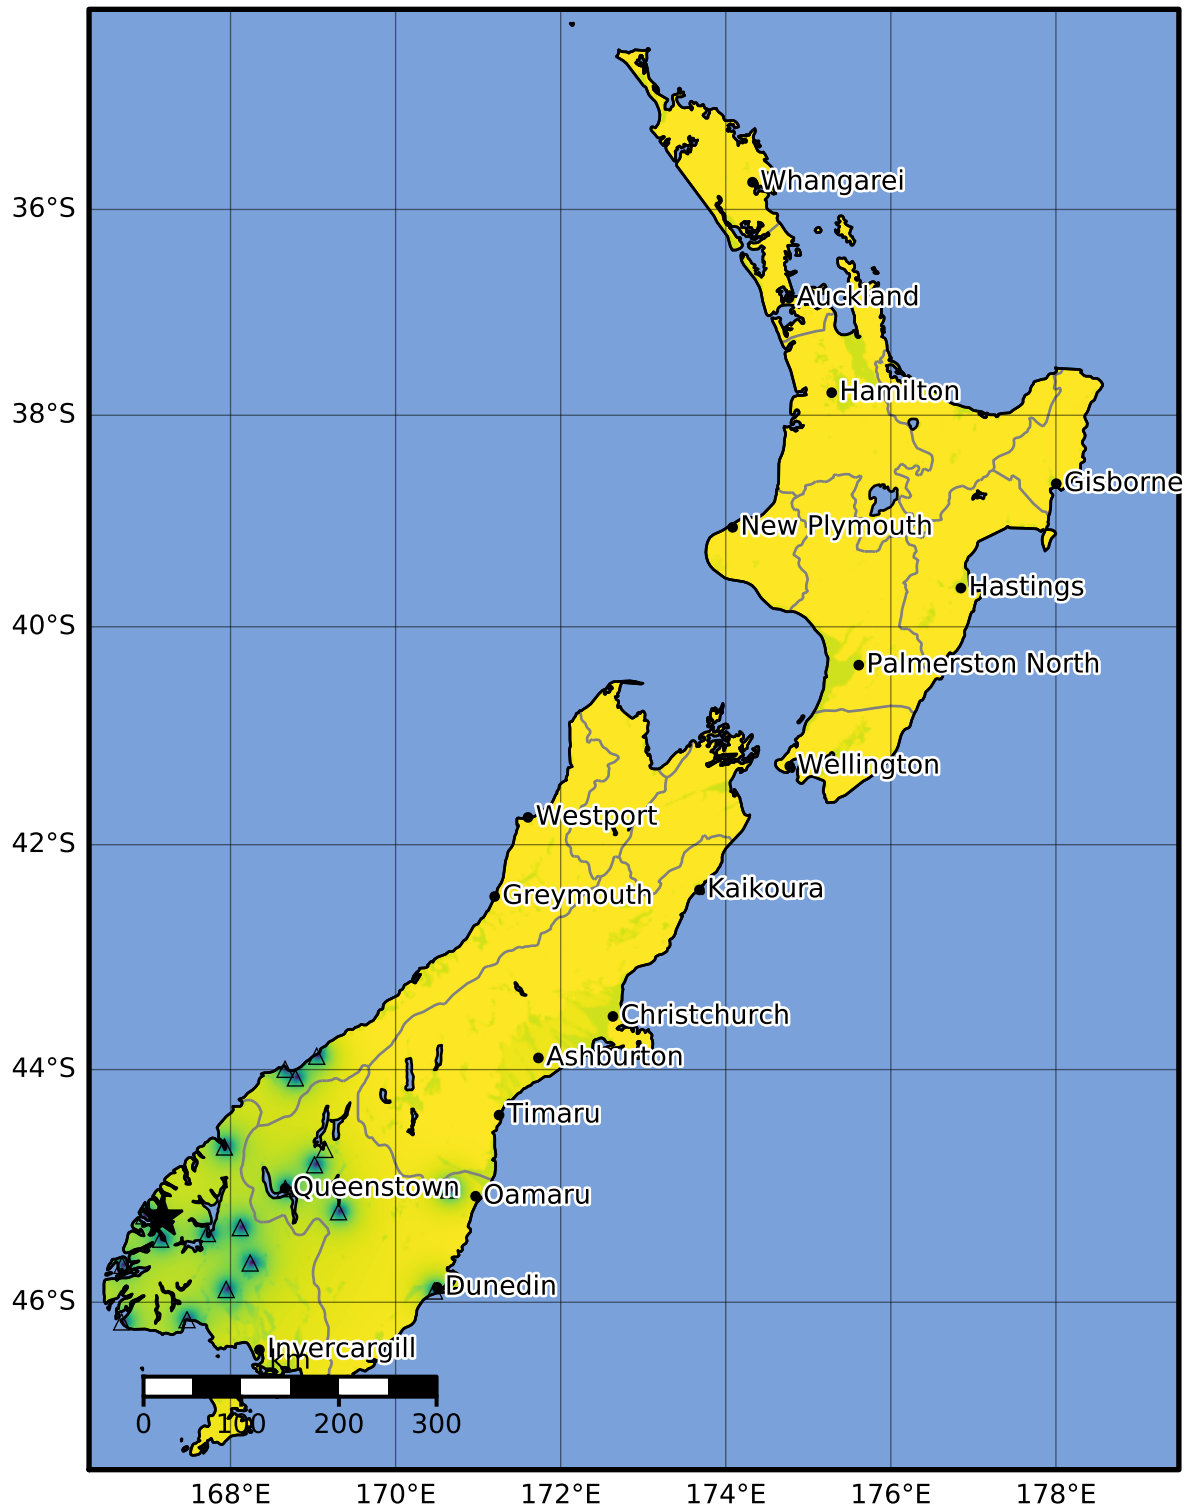 Whangarei
36°S
Auckland
Hamilton
38°S
Gisborne
New Plymouth
Hastings
40°S
Palmerston North
Wellington
Westport
42°S
Kaikoura
Greymouth
Christchurch
Ashburton
44°S
Timaru
Queenstown
Oamaru
Dunedin
46°S
Invercargill
km
0 100 200 300
168°E 170°E 172°E 174°E 176°E 178°E